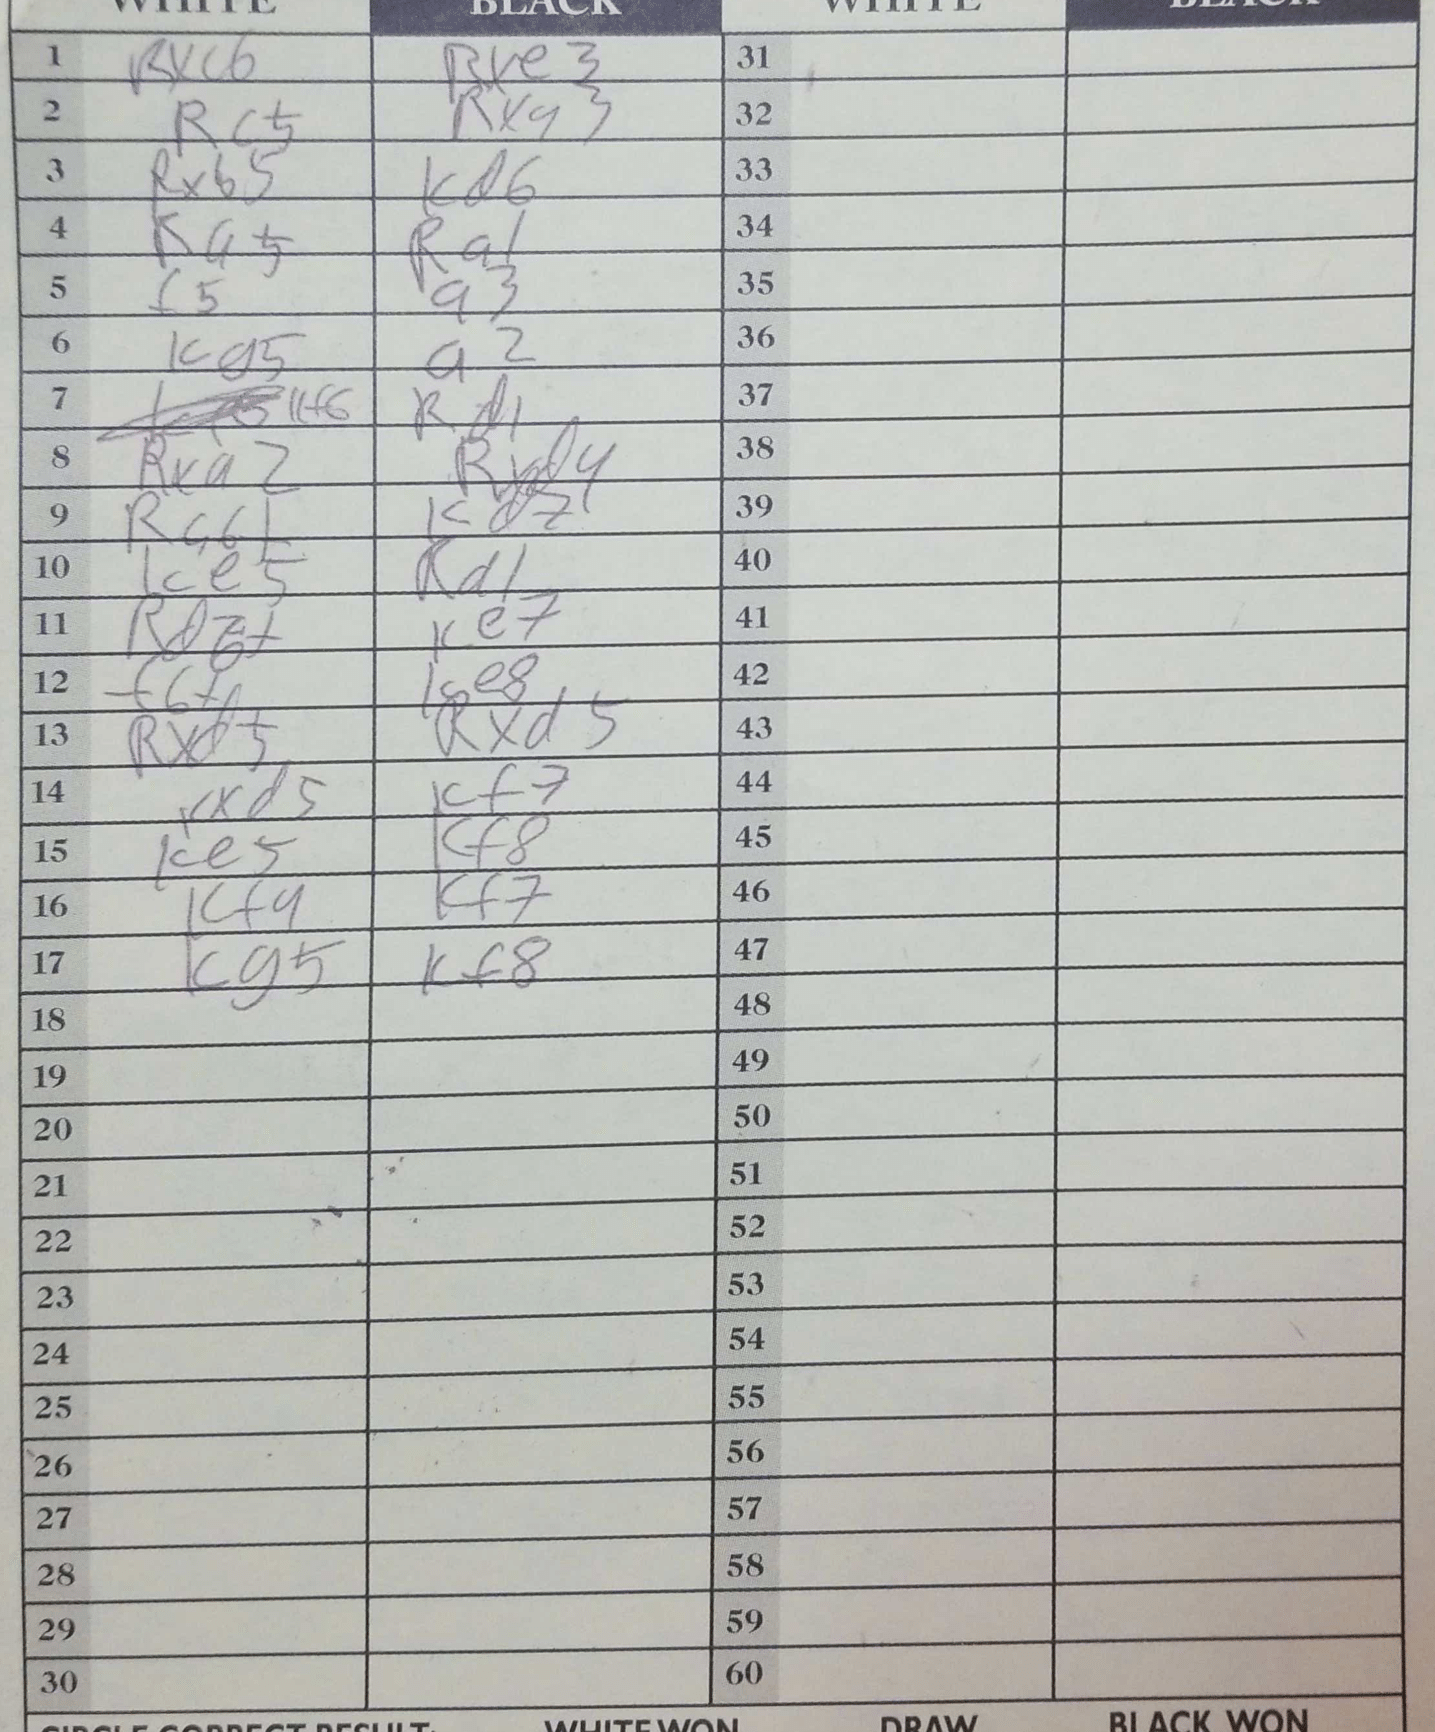 WHITE BLACK WHITE BLACK
1 Rxc6 Rxe3 31
2 Rc5 Rxa3 32
3 Rxb5 Kd6 33
4 Ra5 Ra1 34
5 f5 a3 35
6 Kg5 a2 36
7 Kf6 Rd1 37
8 Rxa2 Rxd4 38
9 Ra6+ Kd7 39
10 Ke5 Rd1 40
11 Ke7 41
12 f6+ Ke8 42
13 Rxd5 Rxd5 43
14 Kxd5 Kf7 44
15 Ke5 Kf8 45
16 Kf4 Kf7 46
17 Kg5 Kf8 47
18 48
19 49
20 50
21 51
22 52
23 53
24 54
25 55
26 56
27 57
28 58
29 59
30 60
CIRCLE CORRECT RESULT: WHITE WON DRAW BLACK WON